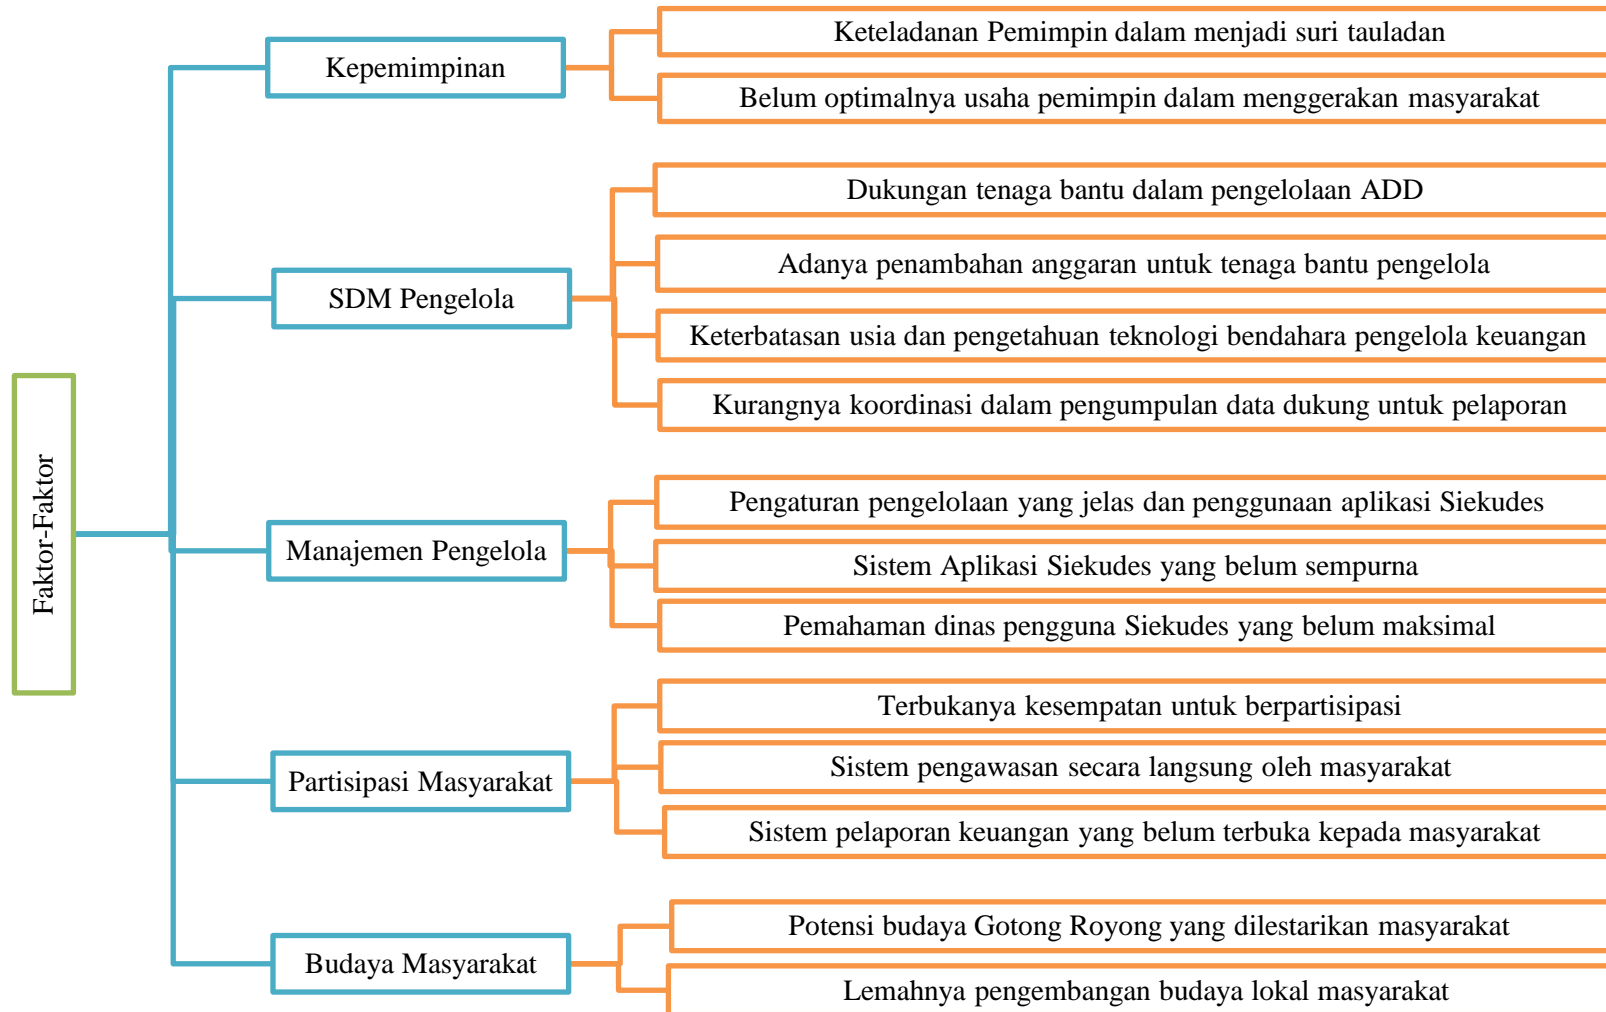 Faktor-Faktor
Kepemimpinan
Keteladanan Pemimpin dalam menjadi suri tauladan
Belum optimalnya usaha pemimpin dalam menggerakan masyarakat
SDM Pengelola
Dukungan tenaga bantu dalam pengelolaan ADD
Adanya penambahan anggaran untuk tenaga bantu pengelola
Keterbatasan usia dan pengetahuan teknologi bendahara pengelola keuangan
Kurangnya koordinasi dalam pengumpulan data dukung untuk pelaporan
Manajemen Pengelola
Pengaturan pengelolaan yang jelas dan penggunaan aplikasi Siekudes
Sistem Aplikasi Siekudes yang belum sempurna
Pemahaman dinas pengguna Siekudes yang belum maksimal
Partisipasi Masyarakat
Terbukanya kesempatan untuk berpartisipasi
Sistem pengawasan secara langsung oleh masyarakat
Sistem pelaporan keuangan yang belum terbuka kepada masyarakat
Budaya Masyarakat
Potensi budaya Gotong Royong yang dilestarikan masyarakat
Lemahnya pengembangan budaya lokal masyarakat